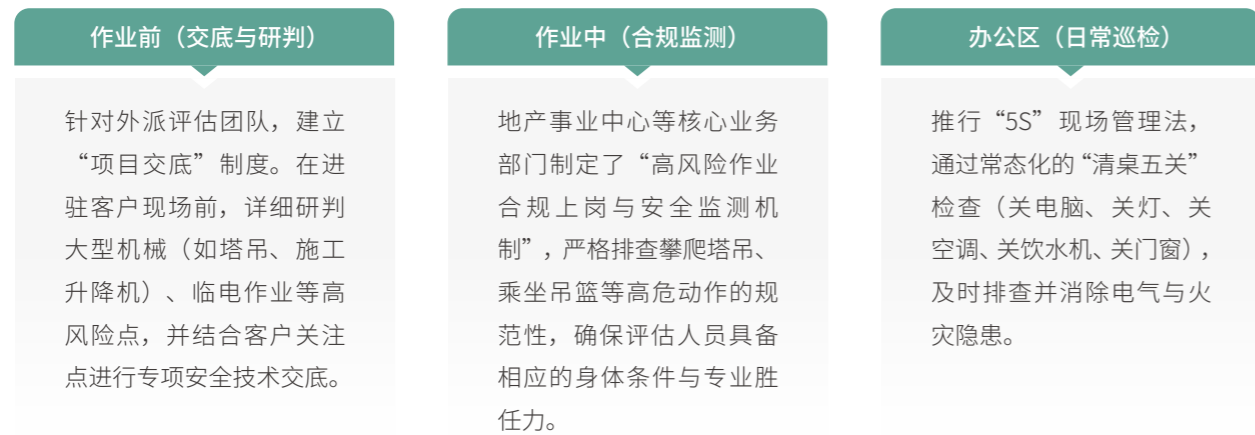 作业前（交底与研判）
针对外派评估团队，建立
“项目交底”制度。在进
驻客户现场前，详细研判
大型机械（如塔吊、施工
升降机）、临电作业等高
风险点，并结合客户关注
点进行专项安全技术交底。
作业中（合规监测）
地产事业中心等核心业务
部门制定了“高风险作业
合规上岗与安全监测机
制”，严格排查攀爬塔吊、
乘坐吊篮等高危动作的规
范性，确保评估人员具备
相应的身体条件与专业胜
任力。
办公区（日常巡检）
推行“5S”现场管理法，
通过常态化的“清桌五关”
检查（关电脑、关灯、关
空调、关饮水机、关门窗），
及时排查并消除电气与火
灾隐患。